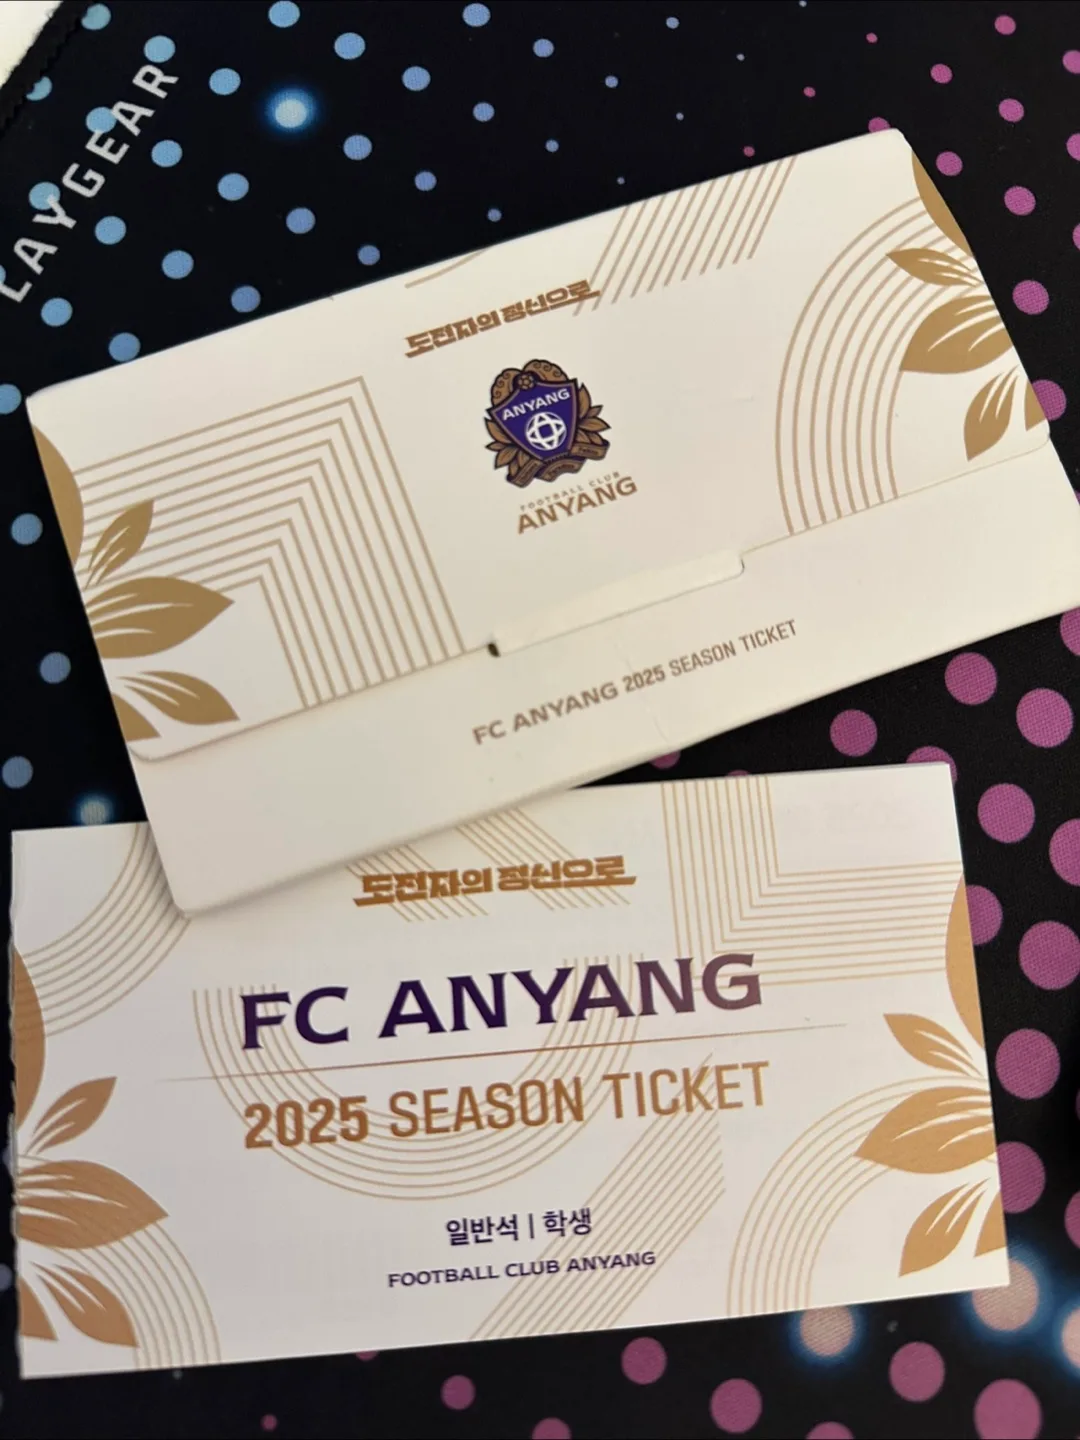 LAYGEAR
도전자의 정신으로
ANYANG
FOOTBALL CLUB
ANYANG
FC ANYANG 2025 SEASON TICKET
도전자의 정신으로
FC ANYANG
2025 SEASON TICKET
일반석 | 학생
FOOTBALL CLUB ANYANG